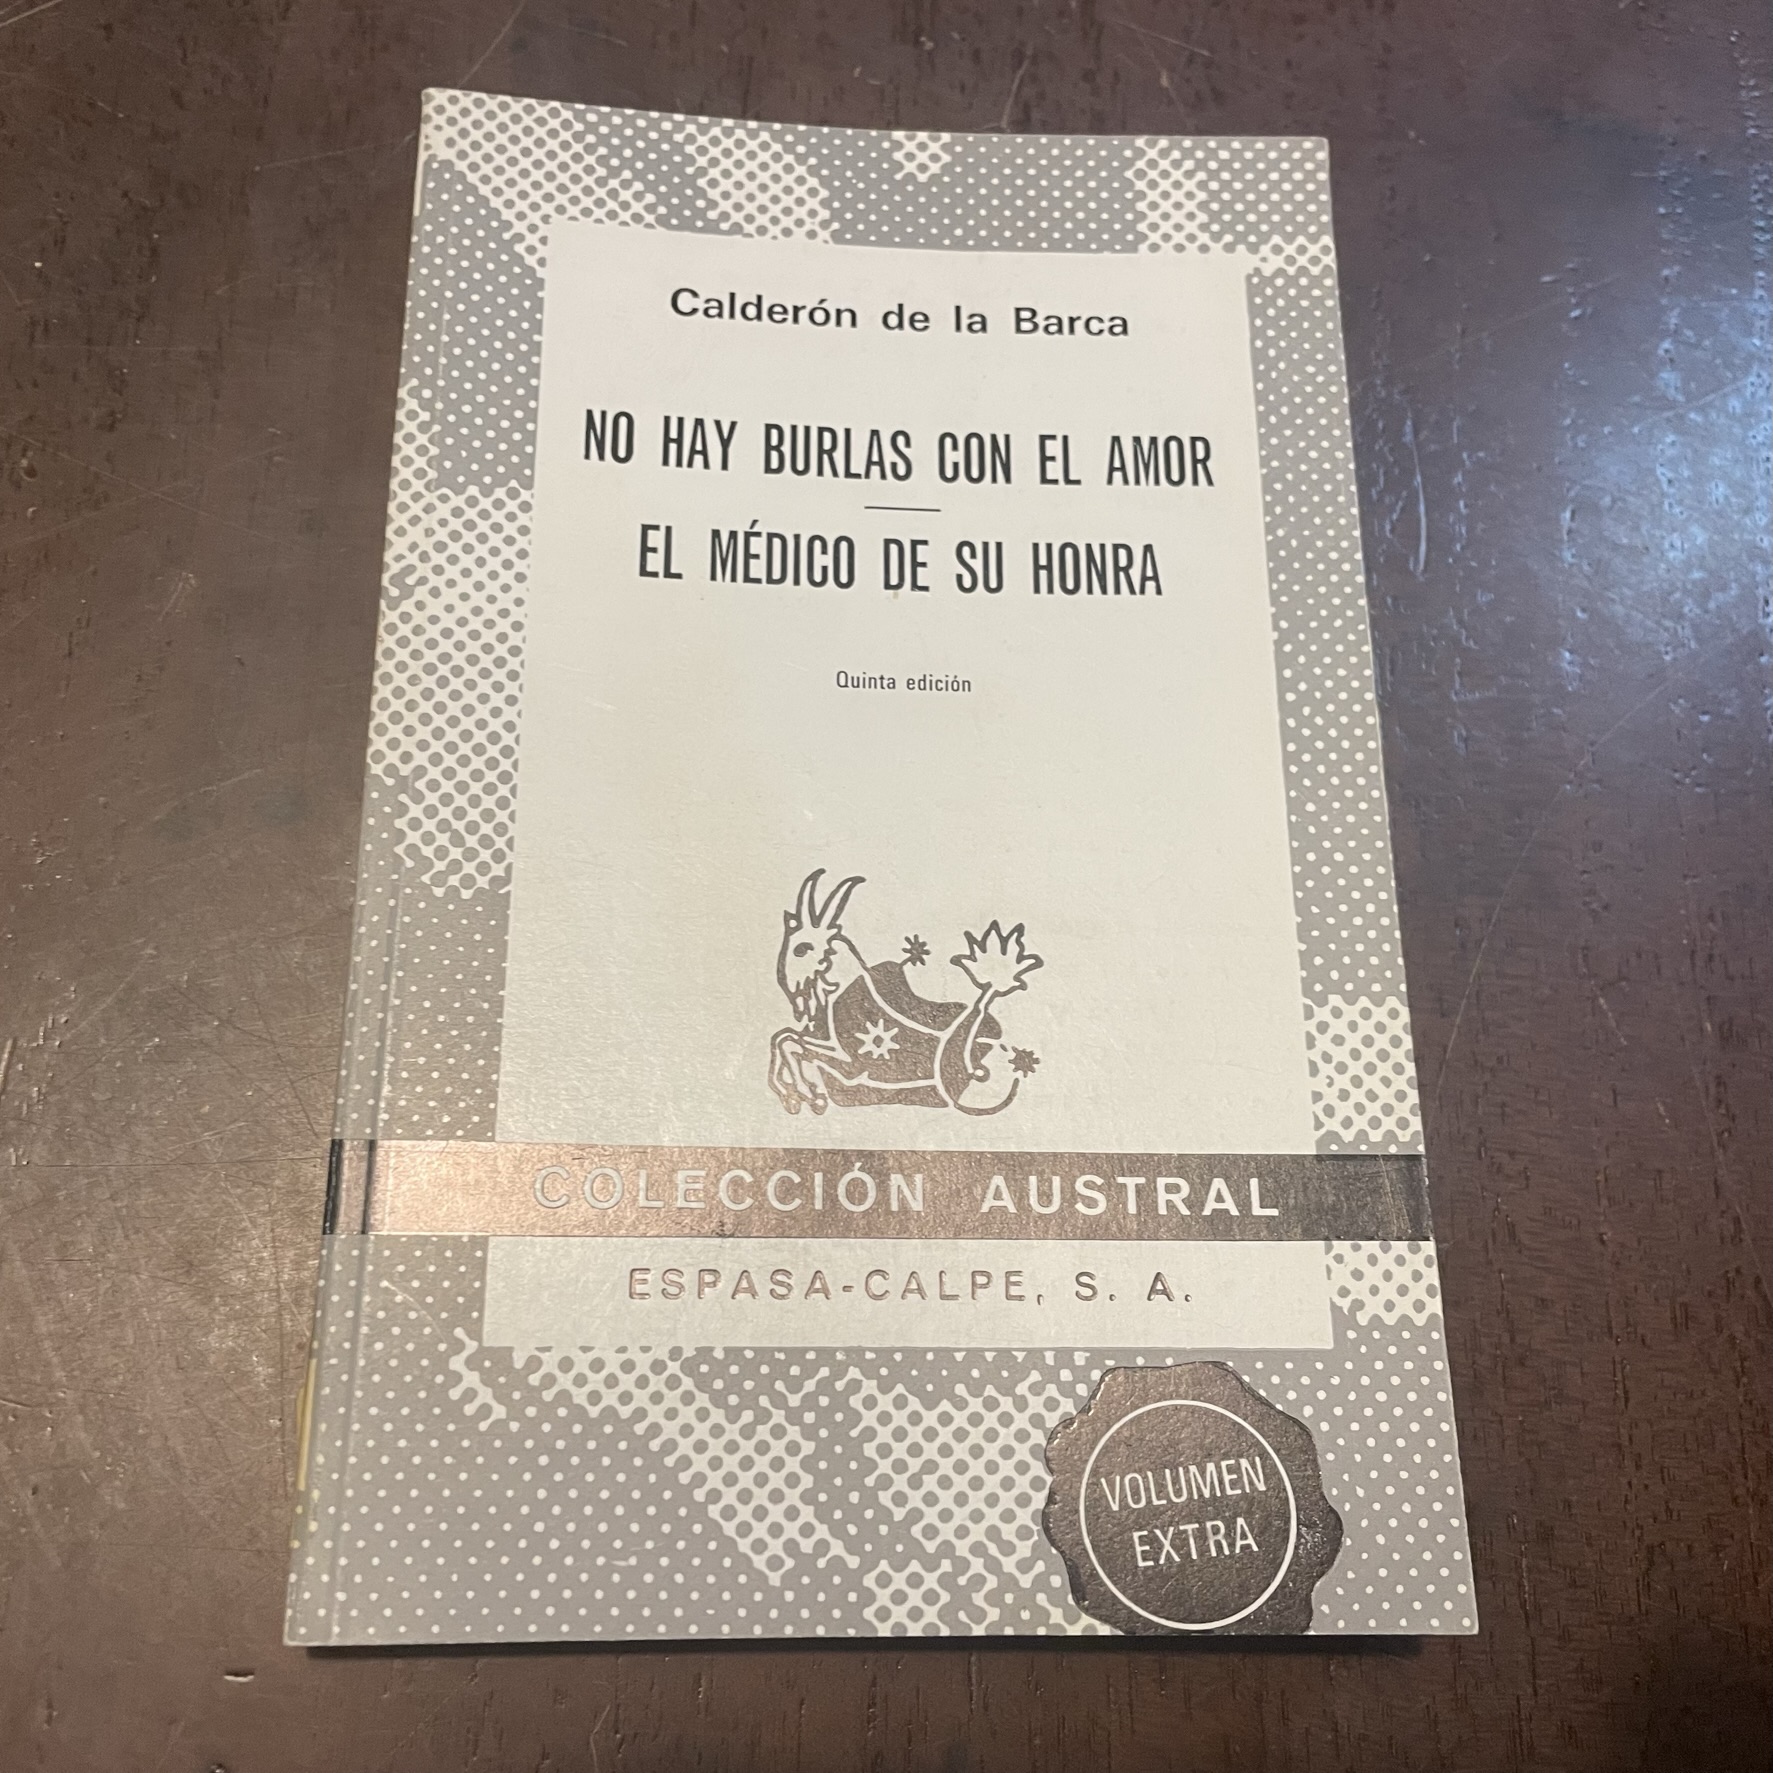 Calderón de la Barca
NO HAY BURLAS CON EL AMOR
EL MÉDICO DE SU HONRA
Quinta edición
COLECCIÓN AUSTRAL
ESPASA-CALPE, S. A.
VOLUMEN
EXTRA